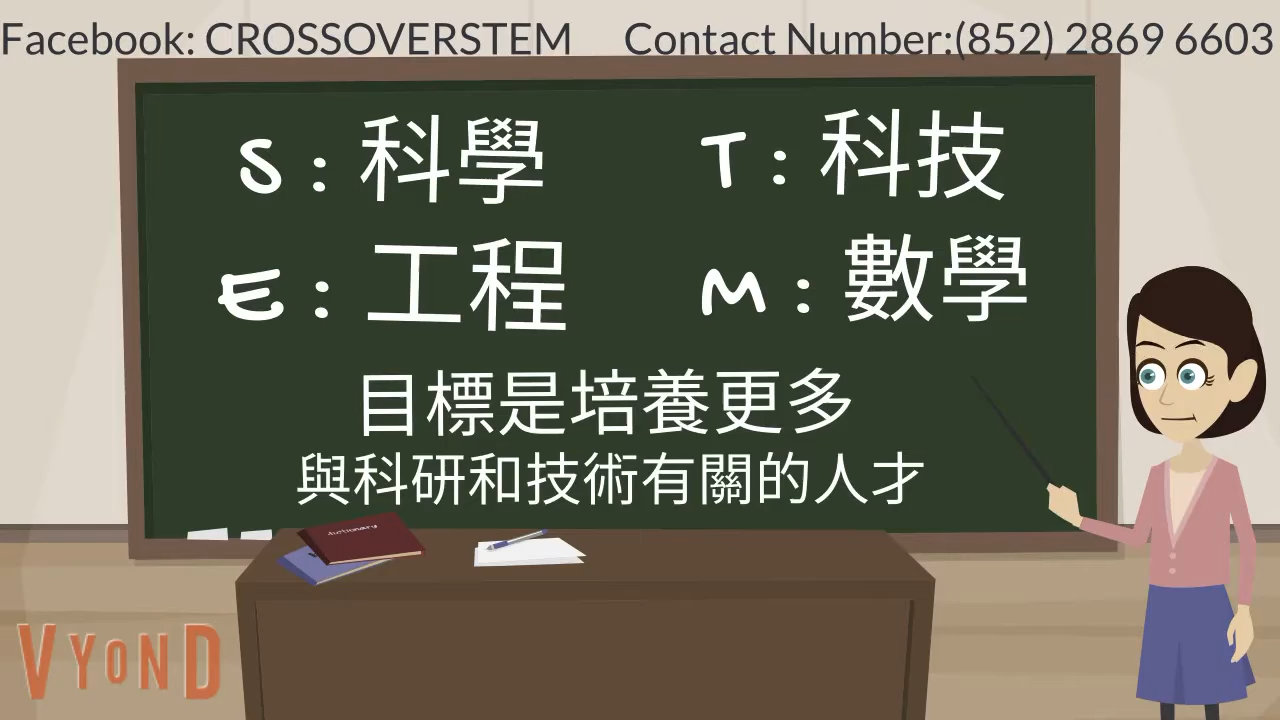 Facebook: CROSSOVERSTEM Contact Number:(852) 2869 6603
S : 科學 T : 科技
E : 工程 M : 數學
目標是培養更多
與科研和技術有關的人才
dictionary
VYOND